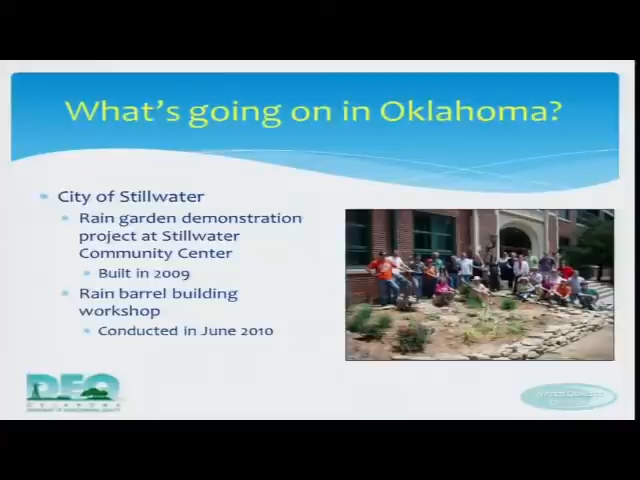 What's going on in Oklahoma?
City of Stillwater
Rain garden demonstration
project at Stillwater
Community Center
Built in 2009
Rain barrel building
workshop
Conducted in June 2010
DEQ
OKLAHOMA